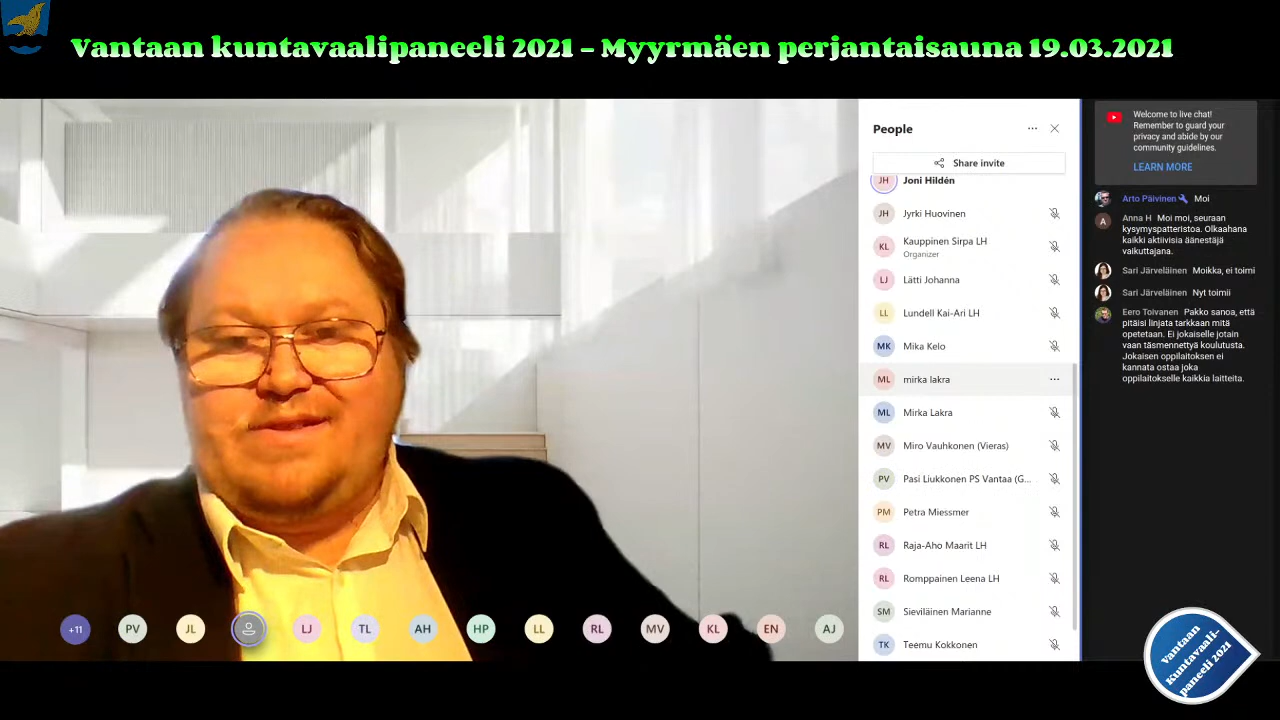 Vantaan kuntavaalipaneeli 2021 – Myyrmäen perjantaisauna 19.03.2021
People
Share invite
JH Joni Hildén
JH Jyrki Huovinen
KL Kauppinen Sirpa LH
Organizer
LJ Lätti Johanna
LL Lundell Kai-Ari LH
MK Mika Kelo
ML mirka lakra
ML Mirka Lakra
MV Miro Vauhkonen (Vieras)
PV Pasi Liukkonen PS Vantaa (G...
PM Petra Miessmer
RL Raja-Aho Maarit LH
RL Romppainen Leena LH
SM Sieviläinen Marianne
TK Teemu Kokkonen
+11 PV JL LJ TL AH HP LL RL MV KL EN AJ
Welcome to live chat!
Remember to guard your
privacy and abide by our
community guidelines.
LEARN MORE
Arto Päivinen Moi
A Anna H Moi moi, seuraan
kysymyspatteristoa. Olkaahana
kaikki aktiivisia äänestäjä
vaikuttajana.
Sari Järveläinen Moikka, ei toimi
Sari Järveläinen Nyt toimii
Eero Toivanen Pakko sanoa, että
pitäisi linjata tarkkaan mitä
opetetaan. Ei jokaiselle jotain
vaan täsmennettyä koulutusta.
Jokaisen oppilaitoksen ei
kannata ostaa joka
oppilaitokselle kaikkia laitteita.
Vantaan
Kuntavaali-
paneeli 2021